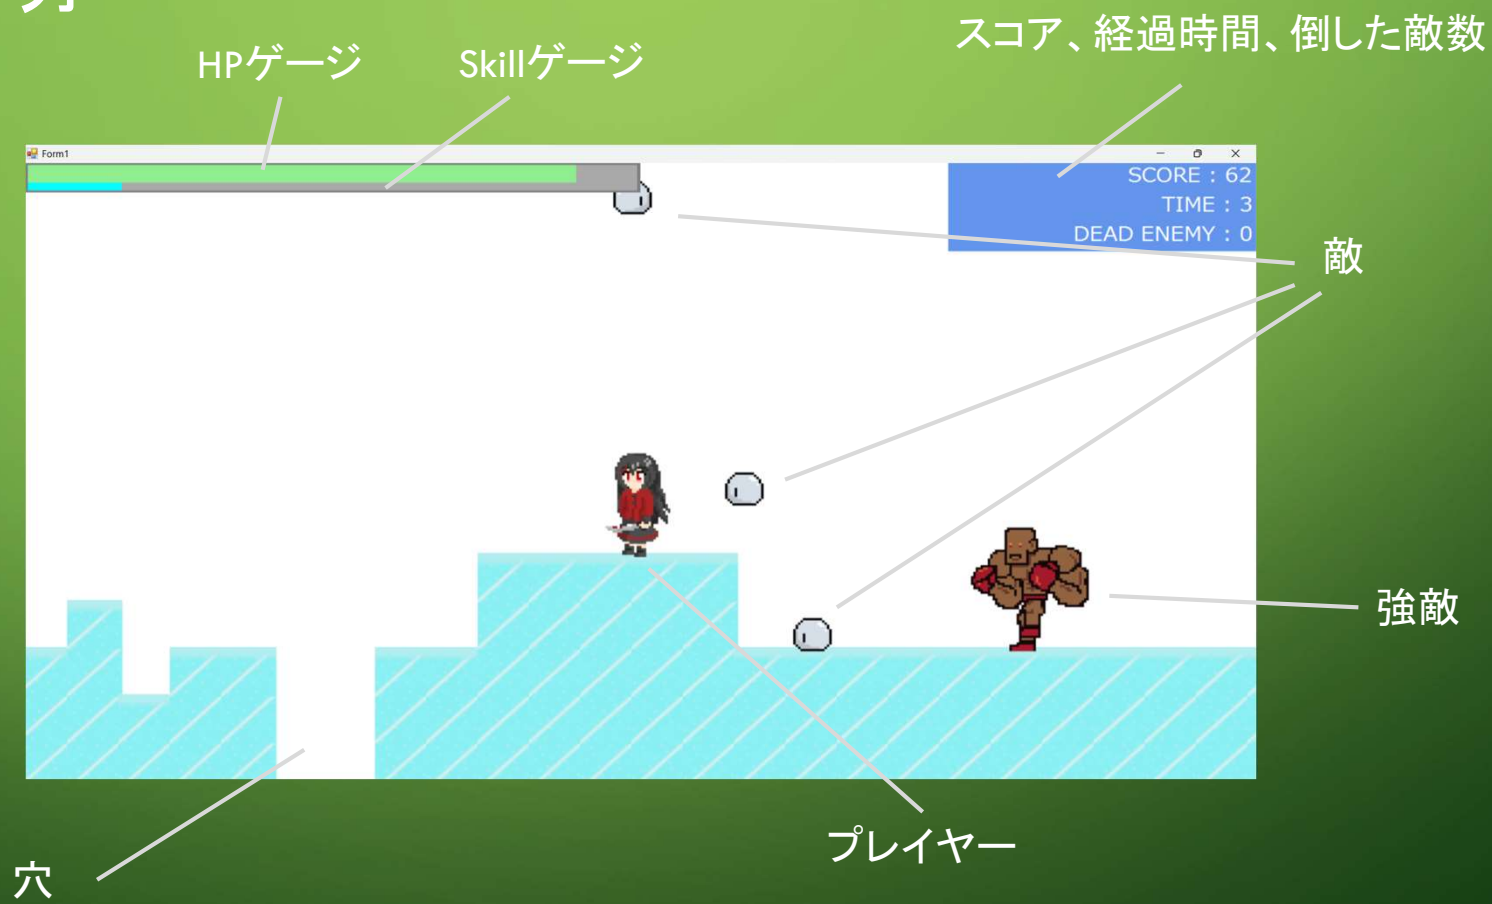 HPゲージ
Skillゲージ
スコア、経過時間、倒した敵数
Form1
SCORE : 62
TIME : 3
DEAD ENEMY : 0
敵
強敵
プレイヤー
穴